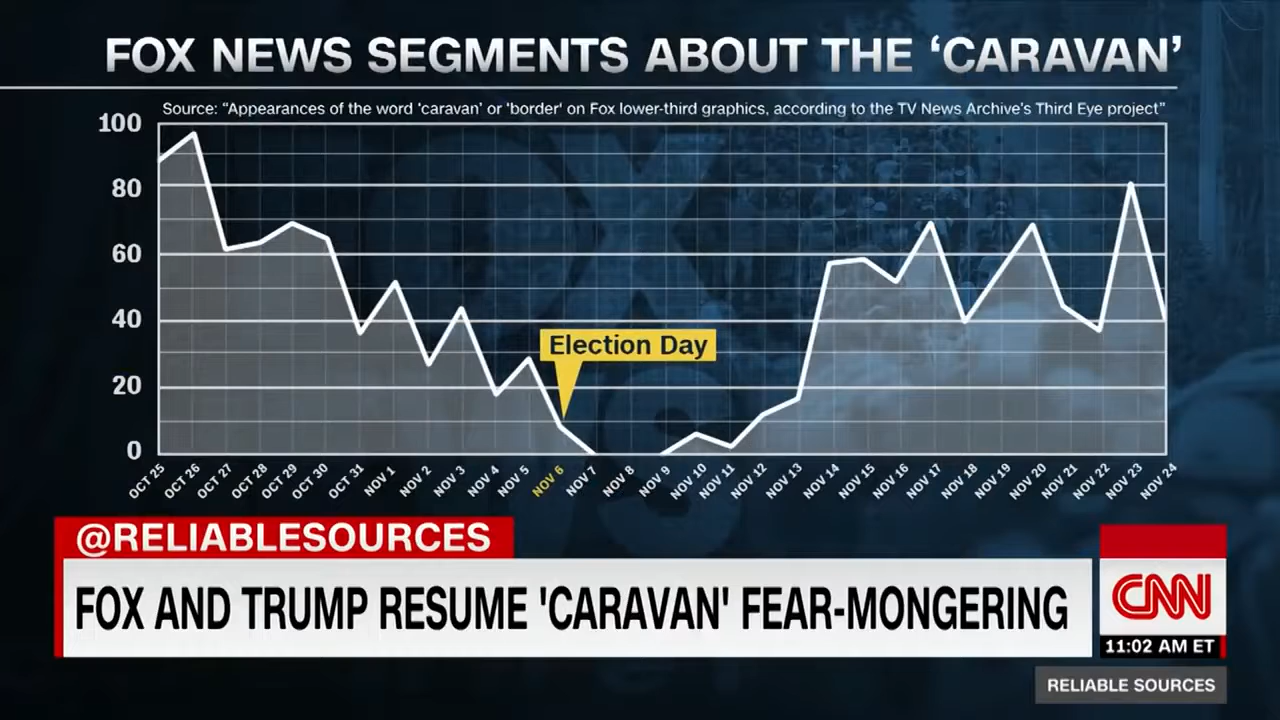 FOX NEWS SEGMENTS ABOUT THE ‘CARAVAN’
Source: “Appearances of the word 'caravan' or 'border' on Fox lower-third graphics, according to the TV News Archive's Third Eye project”
100
80
60
40
20
0
Election Day
OCT 25 OCT 26 OCT 27 OCT 28 OCT 29 OCT 30 OCT 31 NOV 1 NOV 2 NOV 3 NOV 4 NOV 5 NOV 6 NOV 7 NOV 8 NOV 9 NOV 10 NOV 11 NOV 12 NOV 13 NOV 14 NOV 15 NOV 16 NOV 17 NOV 18 NOV 19 NOV 20 NOV 21 NOV 22 NOV 23 NOV 24
@RELIABLESOURCES
FOX AND TRUMP RESUME 'CARAVAN' FEAR-MONGERING
CNN
11:02 AM ET
RELIABLE SOURCES